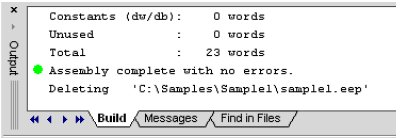 Constants (dw/db): 0 words
Unused : 0 words
Total : 23 words
Assembly complete with no errors.
Deleting 'C:\Samples\Sample1\sample1.eep'
Output
Build Messages Find in Files